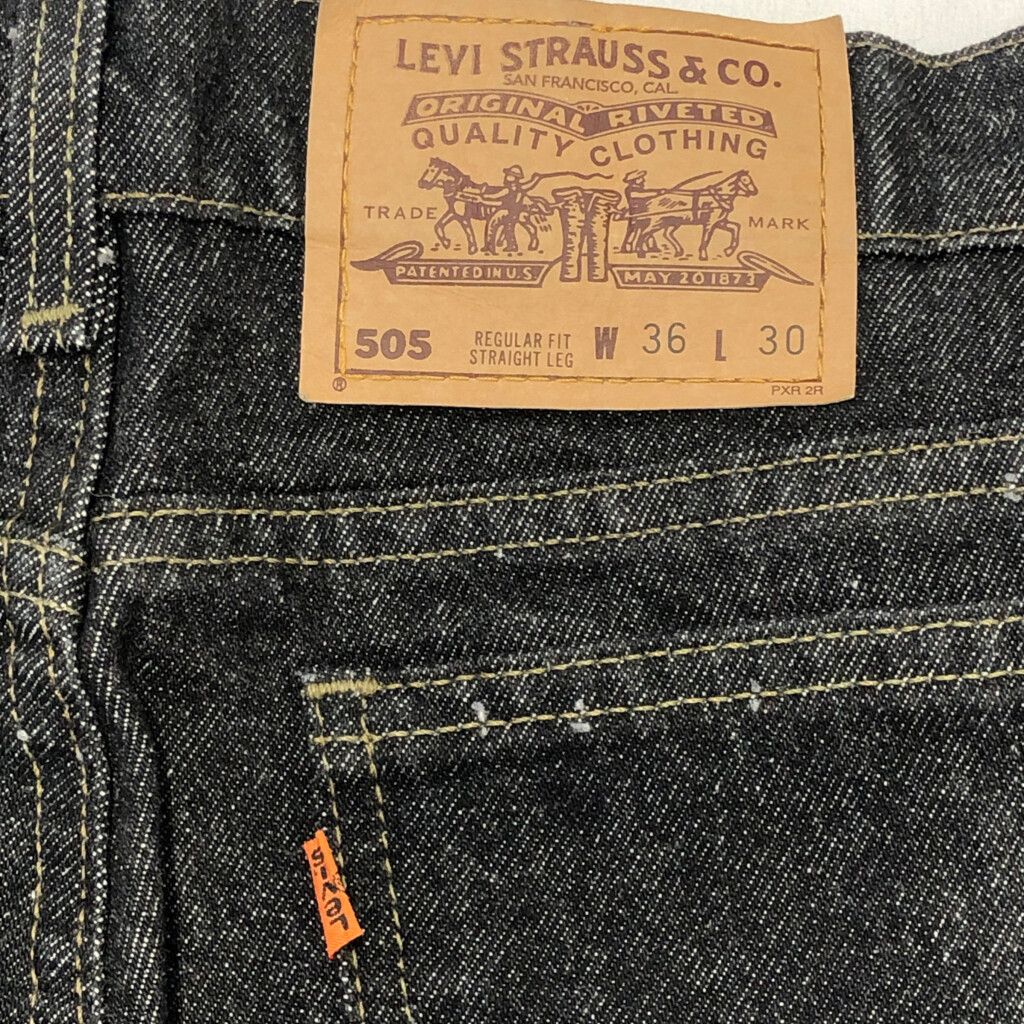 LEVI STRAUSS & CO.
SAN FRANCISCO, CAL.
ORIGINAL RIVETED
QUALITY CLOTHING
TRADE MARK
PATENTED IN U.S. MAY 20 1873
505 REGULAR FIT STRAIGHT LEG W 36 L 30
® PXR 2R
LEVI'S